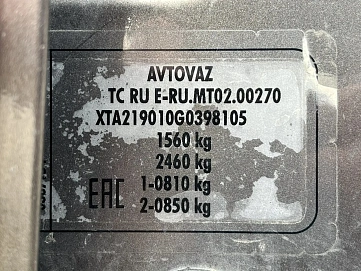 AVTOVAZ
TC RU E-RU.MT02.00270
XTA219010G0398105
1560 kg
2460 kg
1-0810 kg
EAC 2-0850 kg